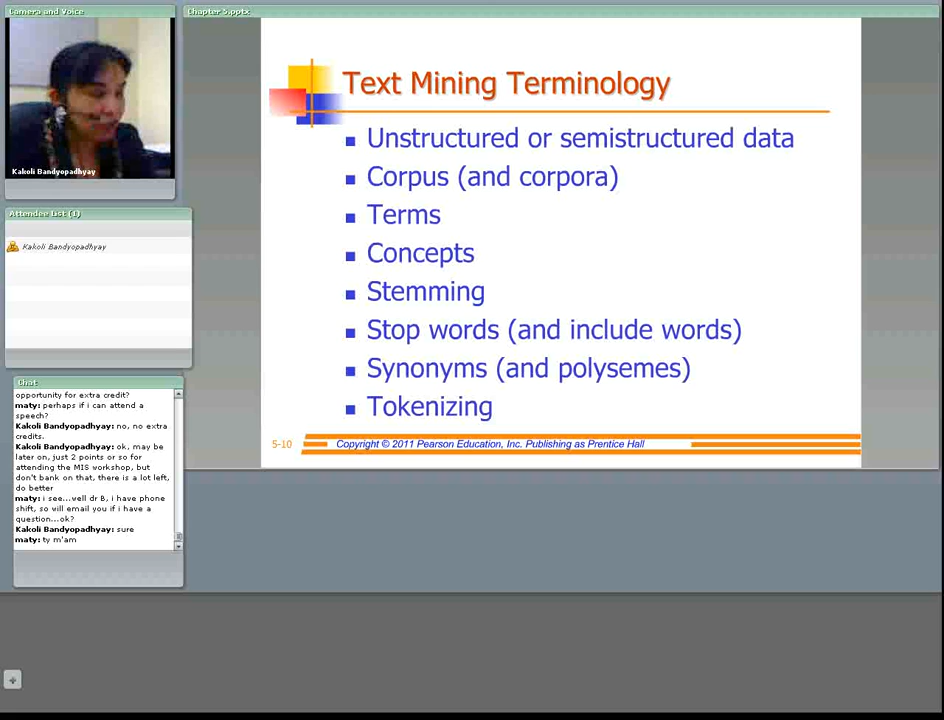 Camera and Voice
Chapter 5.pptx
Kakoli Bandyopadhyay
Attendee List (1)
Kakoli Bandyopadhyay
Chat
opportunity for extra credit?
maty: perhaps if i can attend a
speech?
Kakoli Bandyopadhyay: no, no extra
credits.
Kakoli Bandyopadhyay: ok, may be
later on, just 2 points or so for
attending the MIS workshop, but
don't bank on that, there is a lot left,
do better
maty: i see...well dr B, i have phone
shift, so will email you if i have a
question...ok?
Kakoli Bandyopadhyay: sure
maty: ty m'am
Text Mining Terminology
Unstructured or semistructured data
Corpus (and corpora)
Terms
Concepts
Stemming
Stop words (and include words)
Synonyms (and polysemes)
Tokenizing
5-10
Copyright © 2011 Pearson Education, Inc. Publishing as Prentice Hall